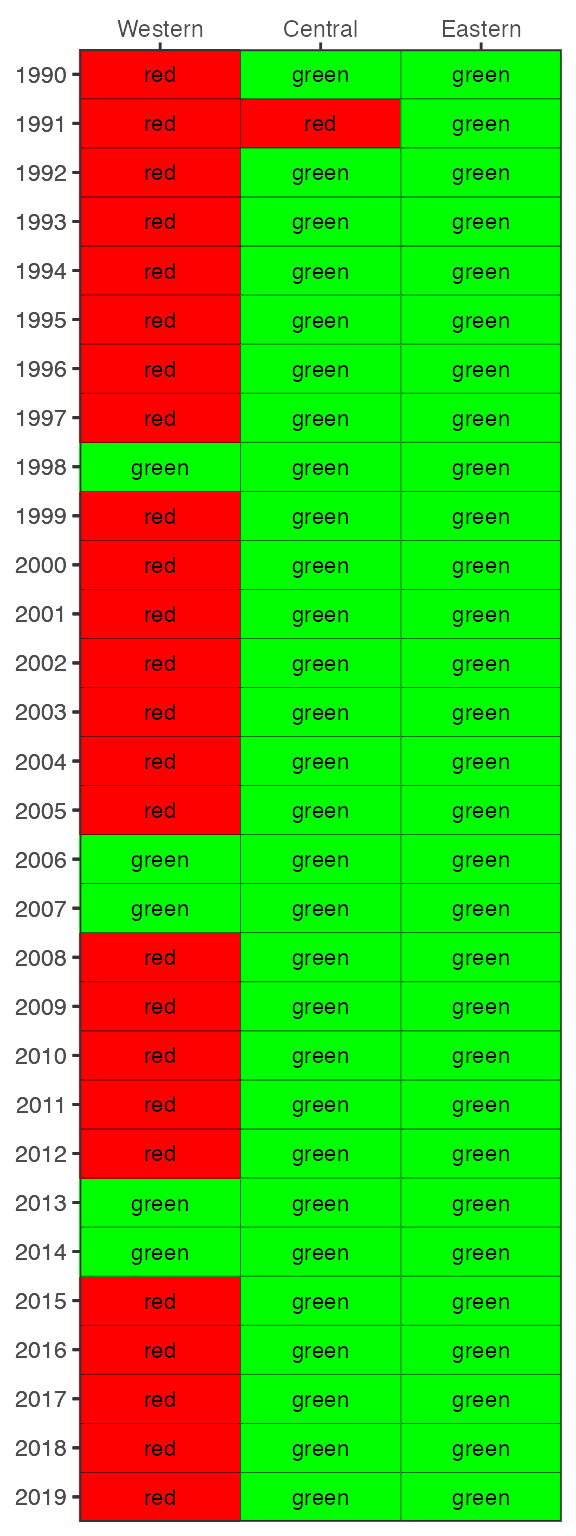 Western Central Eastern
1990 red green green
1991 red red green
1992 red green green
1993 red green green
1994 red green green
1995 red green green
1996 red green green
1997 red green green
1998 green green green
1999 red green green
2000 red green green
2001 red green green
2002 red green green
2003 red green green
2004 red green green
2005 red green green
2006 green green green
2007 green green green
2008 red green green
2009 red green green
2010 red green green
2011 red green green
2012 red green green
2013 green green green
2014 green green green
2015 red green green
2016 red green green
2017 red green green
2018 red green green
2019 red green green